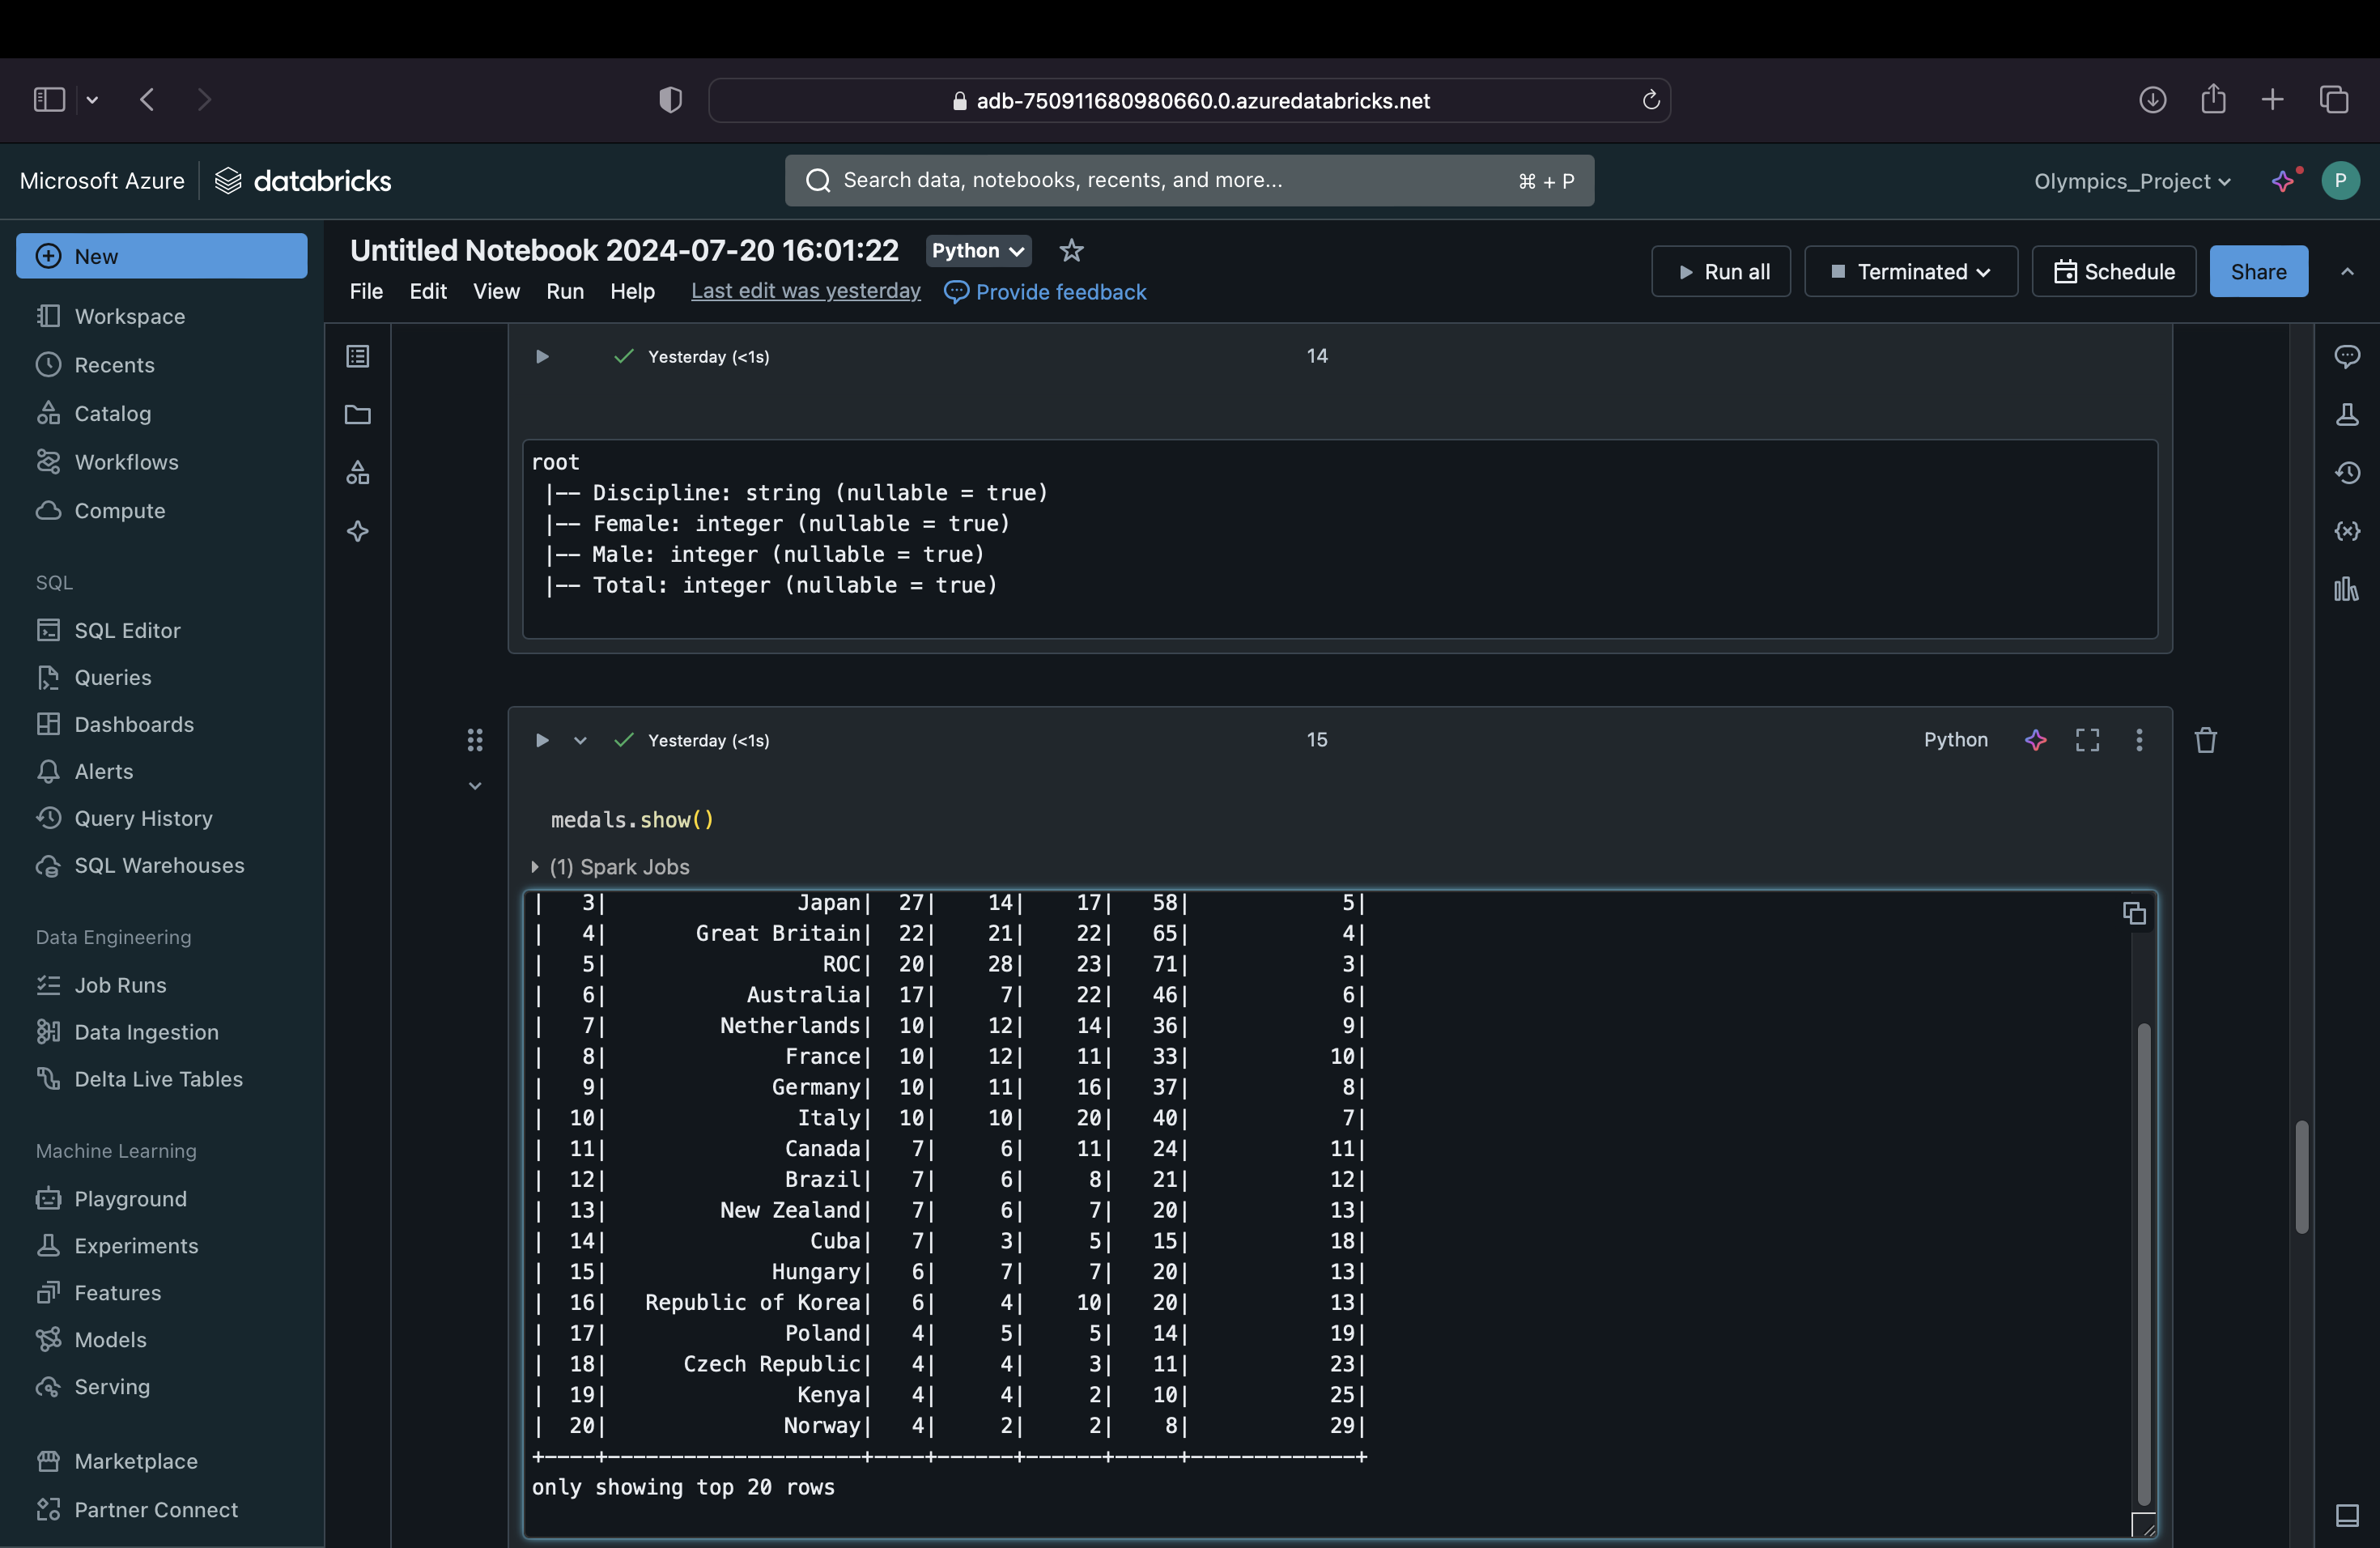 adb-750911680980660.0.azuredatabricks.net
Microsoft Azure databricks
Search data, notebooks, recents, and more... ⌘ + P
Olympics_Project P
New
Workspace
Recents
Catalog
Workflows
Compute
SQL
SQL Editor
Queries
Dashboards
Alerts
Query History
SQL Warehouses
Data Engineering
Job Runs
Data Ingestion
Delta Live Tables
Machine Learning
Playground
Experiments
Features
Models
Serving
Marketplace
Partner Connect
Untitled Notebook 2024-07-20 16:01:22 Python
File Edit View Run Help Last edit was yesterday Provide feedback
Run all Terminated Schedule Share
Yesterday (<1s) 14
root
 |-- Discipline: string (nullable = true)
 |-- Female: integer (nullable = true)
 |-- Male: integer (nullable = true)
 |-- Total: integer (nullable = true)
Yesterday (<1s) 15 Python
medals.show()
(1) Spark Jobs
|   3|               Japan|  27|    14|    17|   58|            5|
|   4|       Great Britain|  22|    21|    22|   65|            4|
|   5|                 ROC|  20|    28|    23|   71|            3|
|   6|           Australia|  17|     7|    22|   46|            6|
|   7|         Netherlands|  10|    12|    14|   36|            9|
|   8|              France|  10|    12|    11|   33|           10|
|   9|             Germany|  10|    11|    16|   37|            8|
|  10|               Italy|  10|    10|    20|   40|            7|
|  11|              Canada|   7|     6|    11|   24|           11|
|  12|              Brazil|   7|     6|     8|   21|           12|
|  13|         New Zealand|   7|     6|     7|   20|           13|
|  14|                Cuba|   7|     3|     5|   15|           18|
|  15|             Hungary|   6|     7|     7|   20|           13|
|  16|   Republic of Korea|   6|     4|    10|   20|           13|
|  17|              Poland|   4|     5|     5|   14|           19|
|  18|      Czech Republic|   4|     4|     3|   11|           23|
|  19|               Kenya|   4|     4|     2|   10|           25|
|  20|              Norway|   4|     2|     2|    8|           29|
+----+--------------------+----+------+------+-----+-------------+
only showing top 20 rows